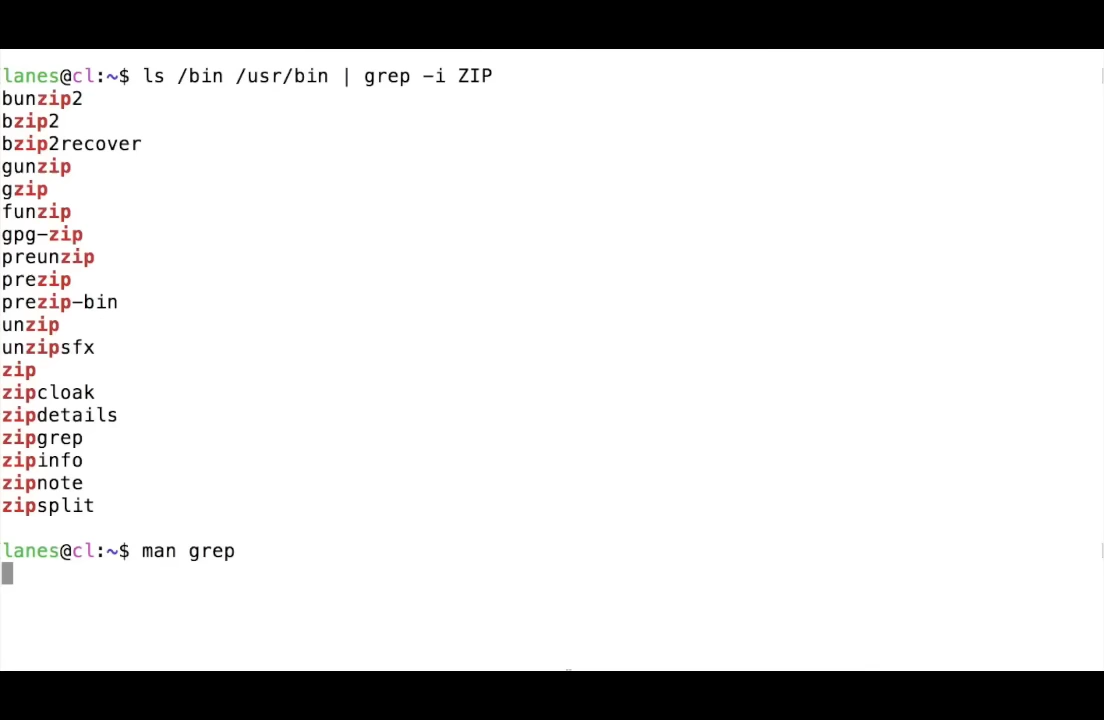 lanes@cl:~$ ls /bin /usr/bin | grep -i ZIP
bunzip2
bzip2
bzip2recover
gunzip
gzip
funzip
gpg-zip
preunzip
prezip
prezip-bin
unzip
unzipsfx
zip
zipcloak
zipdetails
zipgrep
zipinfo
zipnote
zipsplit
lanes@cl:~$ man grep